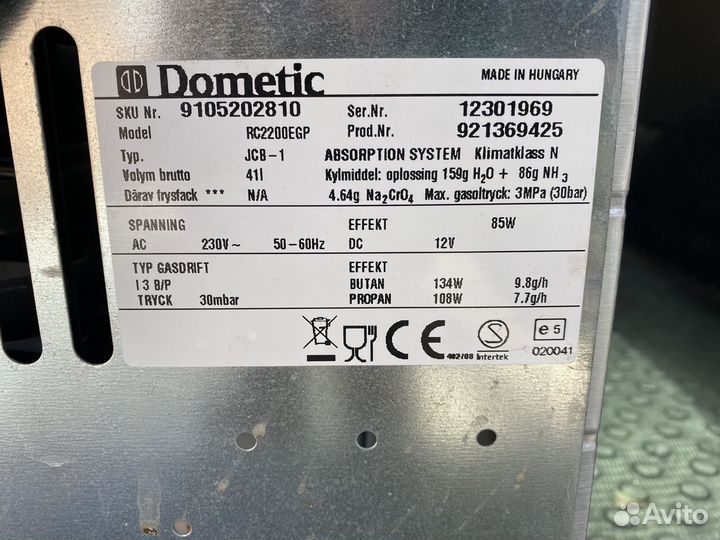 Dometic MADE IN HUNGARY
SKU Nr. 9105202810 Ser.Nr. 12301969
Model RC2200EGP Prod.Nr. 921369425
Typ. JCB-1 ABSORPTION SYSTEM Klimatklass N
Volym brutto 41l Kylmiddel: oplossing 159g H₂O + 86g NH₃
Därav frysfack *** N/A 4.64g Na₂CrO₄ Max. gasoltryck: 3MPa (30bar)
SPANNING EFFEKT 85W
AC 230V~ 50-60Hz DC 12V
TYP GASDRIFT EFFEKT
I 3 B/P BUTAN 134W 9.8g/h
TRYCK 30mbar PROPAN 108W 7.7g/h
CE S e5
402/08 Intertek 020041
Avito